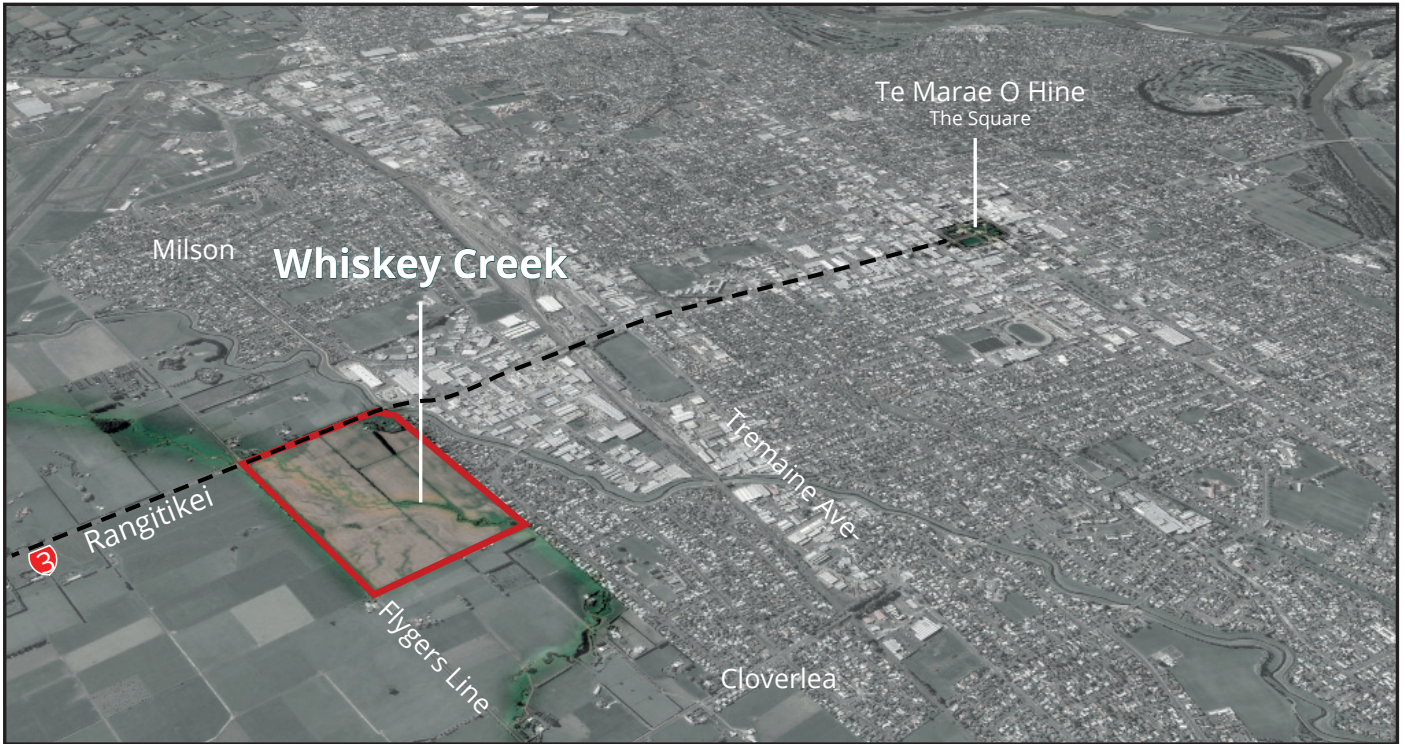 Te Marae O Hine
The Square
Milson
Whiskey Creek
Tremaine Ave-
Rangitikei
3
Flygers Line
Cloverlea